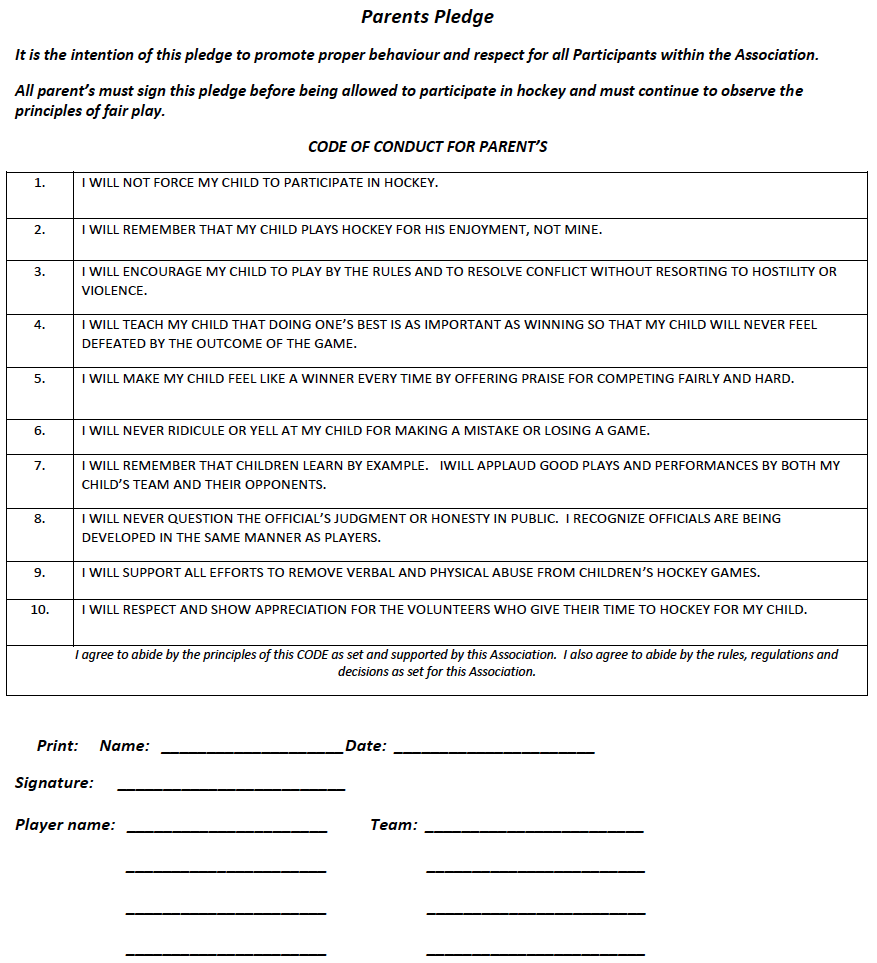 Parents Pledge
It is the intention of this pledge to promote proper behaviour and respect for all Participants within the Association.
All parent's must sign this pledge before being allowed to participate in hockey and must continue to observe the
principles of fair play.
CODE OF CONDUCT FOR PARENT'S
1. I WILL NOT FORCE MY CHILD TO PARTICIPATE IN HOCKEY.
2. I WILL REMEMBER THAT MY CHILD PLAYS HOCKEY FOR HIS ENJOYMENT, NOT MINE.
3. I WILL ENCOURAGE MY CHILD TO PLAY BY THE RULES AND TO RESOLVE CONFLICT WITHOUT RESORTING TO HOSTILITY OR
VIOLENCE.
4. I WILL TEACH MY CHILD THAT DOING ONE'S BEST IS AS IMPORTANT AS WINNING SO THAT MY CHILD WILL NEVER FEEL
DEFEATED BY THE OUTCOME OF THE GAME.
5. I WILL MAKE MY CHILD FEEL LIKE A WINNER EVERY TIME BY OFFERING PRAISE FOR COMPETING FAIRLY AND HARD.
6. I WILL NEVER RIDICULE OR YELL AT MY CHILD FOR MAKING A MISTAKE OR LOSING A GAME.
7. I WILL REMEMBER THAT CHILDREN LEARN BY EXAMPLE. IWILL APPLAUD GOOD PLAYS AND PERFORMANCES BY BOTH MY
CHILD'S TEAM AND THEIR OPPONENTS.
8. I WILL NEVER QUESTION THE OFFICIAL'S JUDGMENT OR HONESTY IN PUBLIC. I RECOGNIZE OFFICIALS ARE BEING
DEVELOPED IN THE SAME MANNER AS PLAYERS.
9. I WILL SUPPORT ALL EFFORTS TO REMOVE VERBAL AND PHYSICAL ABUSE FROM CHILDREN'S HOCKEY GAMES.
10. I WILL RESPECT AND SHOW APPRECIATION FOR THE VOLUNTEERS WHO GIVE THEIR TIME TO HOCKEY FOR MY CHILD.
I agree to abide by the principles of this CODE as set and supported by this Association. I also agree to abide by the rules, regulations and
decisions as set for this Association.
Print: Name: ____________________ Date: ______________________
Signature: _________________________
Player name: ______________________ Team: ________________________
______________________ ________________________
______________________ ________________________
______________________ ________________________